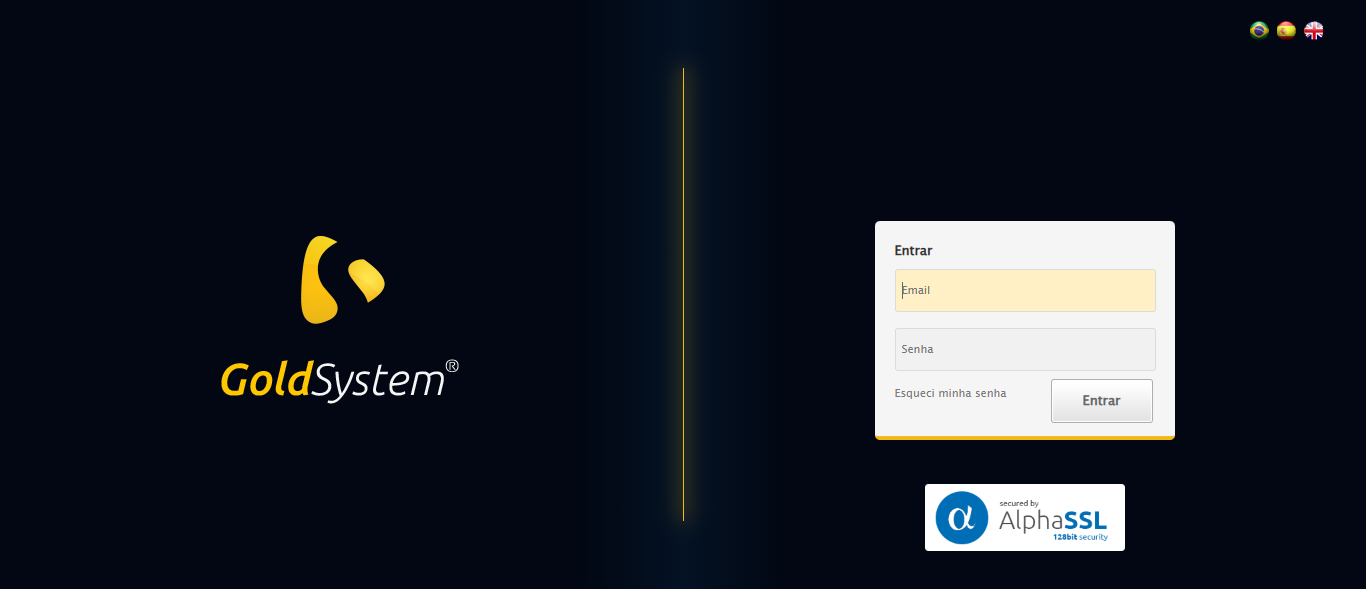 GoldSystem®
Entrar
Email
Senha
Esqueci minha senha
Entrar
secured by
α AlphaSSL
128bit security